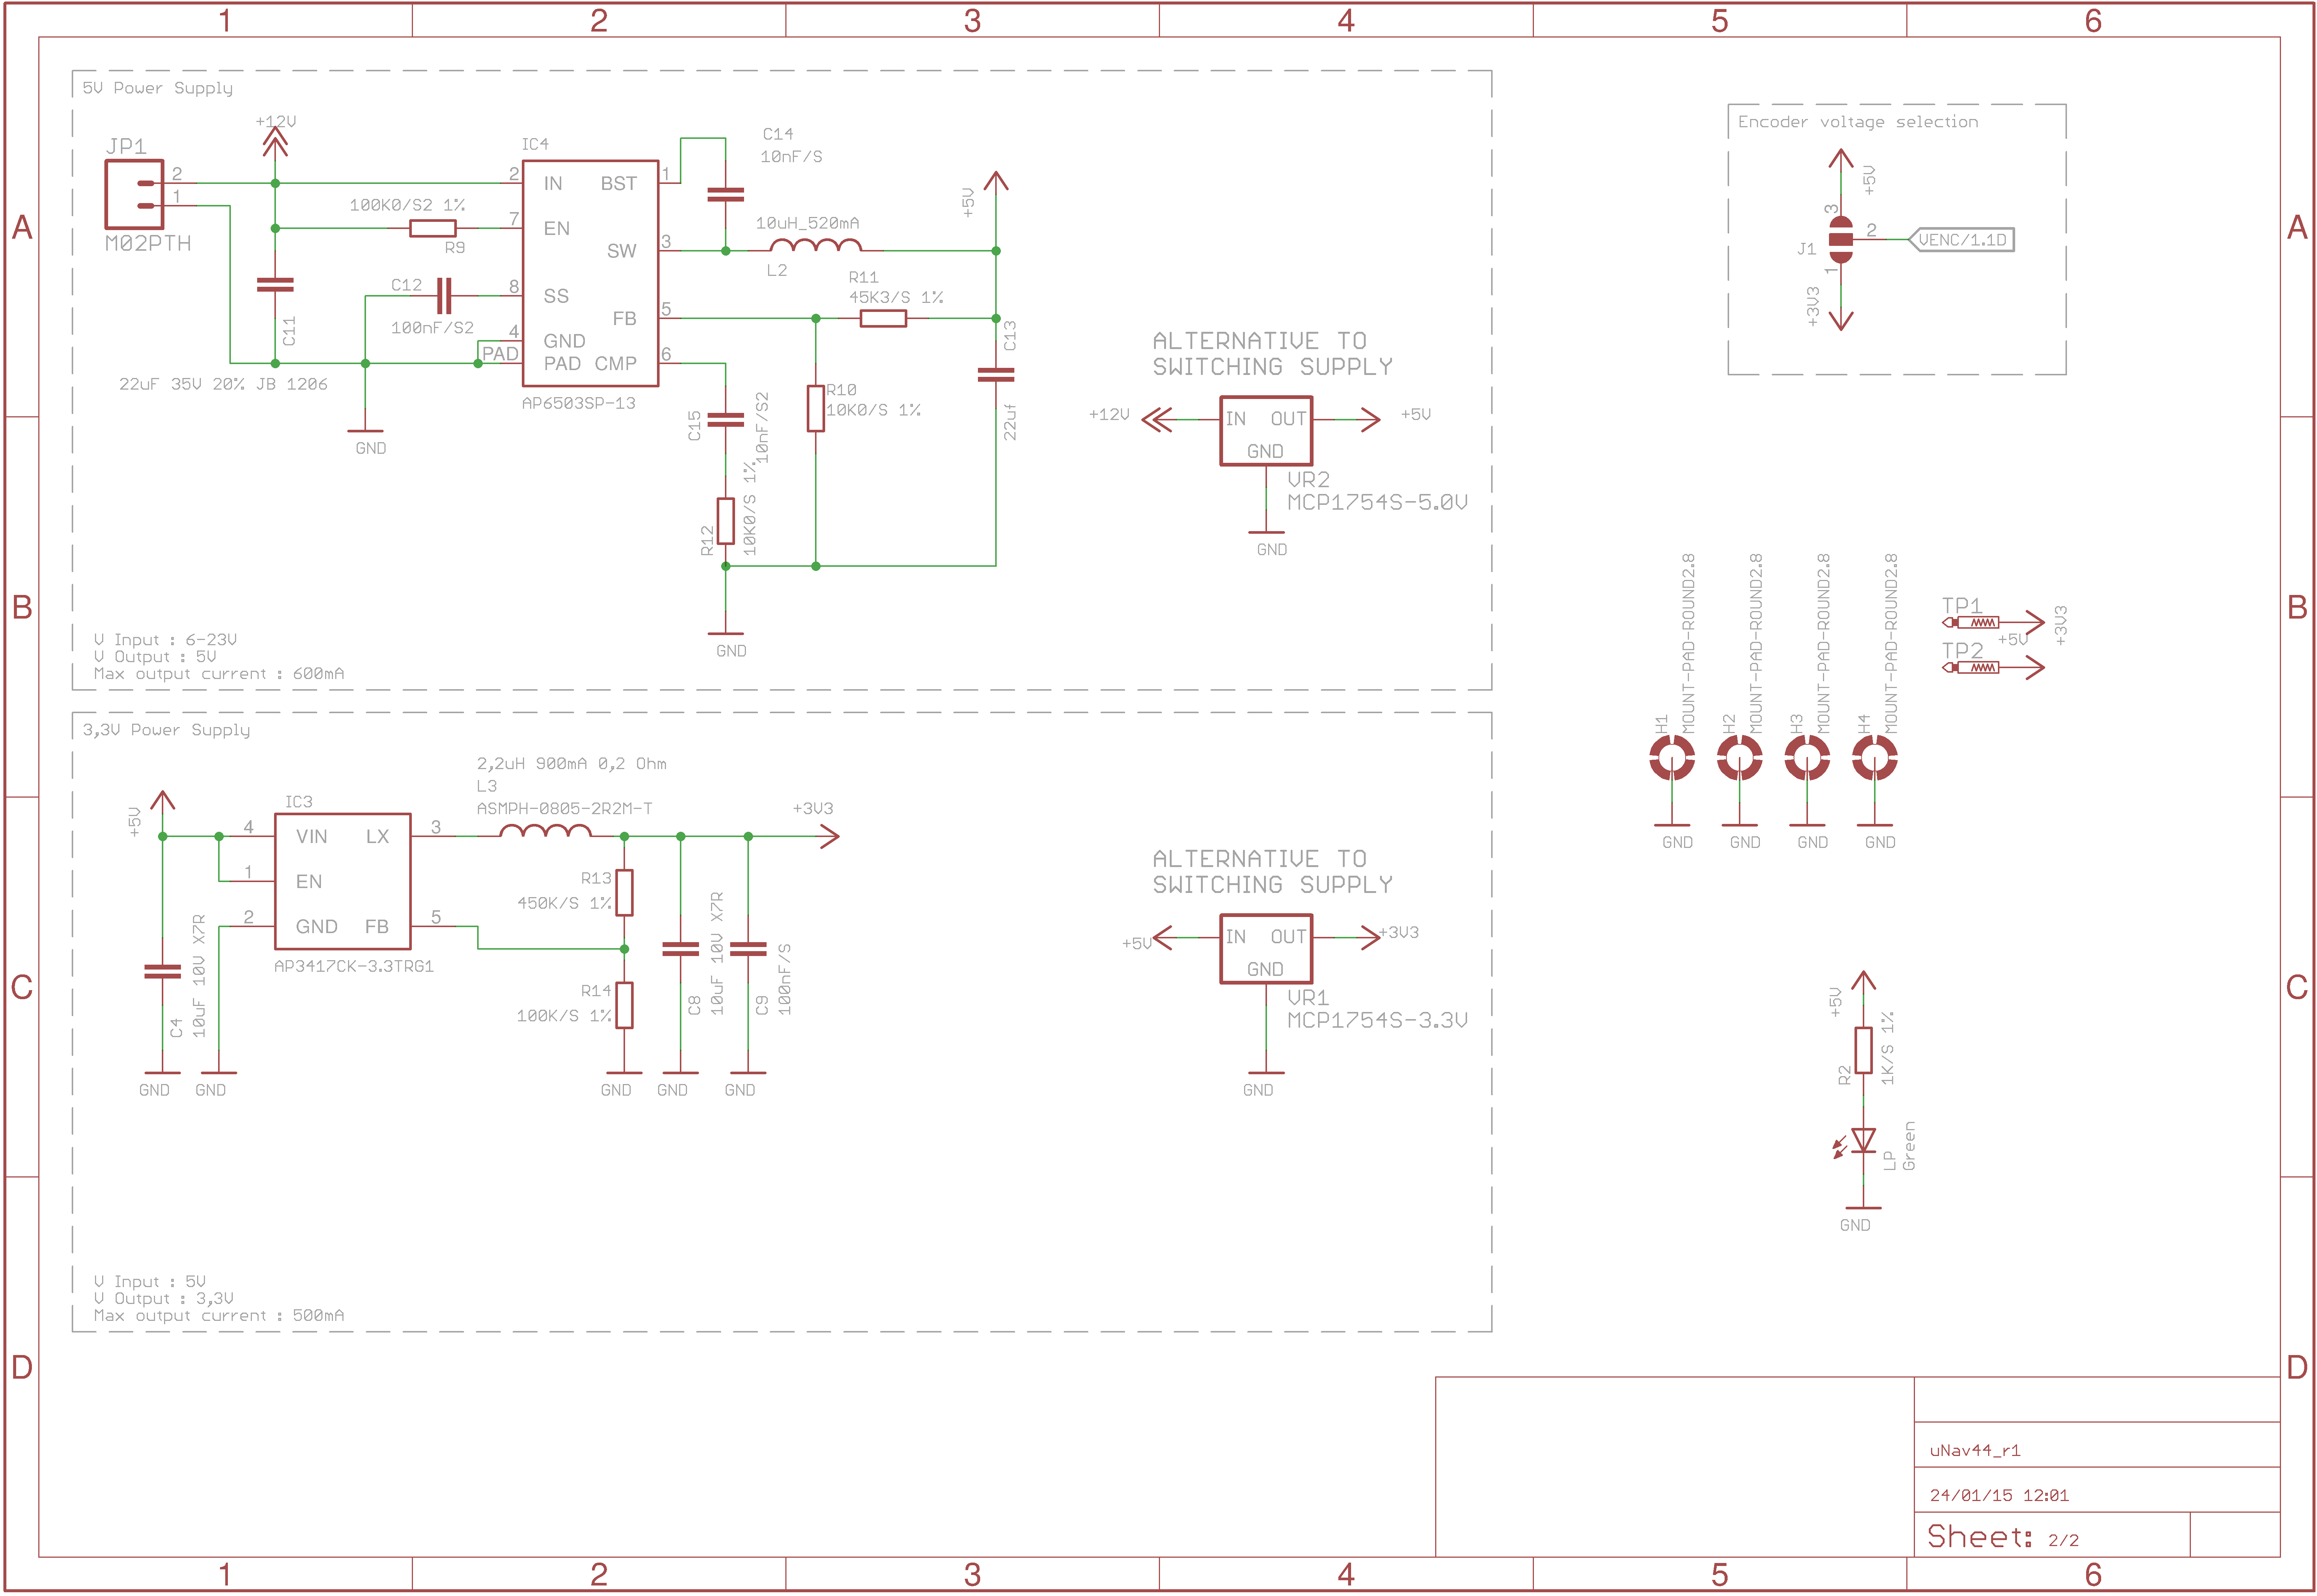 1 2 3 4 5 6
A
B
C
D
A
B
C
D
1 2 3 4 5 6
5V Power Supply
+12V
JP1
2
1
M02PTH
100K0/S2 1%
R9
C12
100nF/S2
C11
22uF 35V 20% JB 1206
GND
IC4
2 IN BST 1
7 EN
SW 3
8 SS
FB 5
4 GND
PAD PAD CMP 6
AP6503SP-13
C14
10nF/S
10uH_520mA
L2
+5V
R11
45K3/S 1%
C13
22uf
R10
10K0/S 1%
C15
10nF/S2
R12
10K0/S 1%
GND
ALTERNATIVE TO
SWITCHING SUPPLY
+12V IN OUT +5V
GND
VR2
MCP1754S-5.0V
GND
V Input : 6-23V
V Output : 5V
Max output current : 600mA
3,3V Power Supply
2,2uH 900mA 0,2 Ohm
L3
ASMPH-0805-2R2M-T
+3V3
+5V
IC3
4 VIN LX 3
1 EN
2 GND FB 5
AP3417CK-3.3TRG1
C4
10uF 10V X7R
R13
450K/S 1%
R14
100K/S 1%
C8
10uF 10V X7R
C9
100nF/S
GND GND GND GND GND
ALTERNATIVE TO
SWITCHING SUPPLY
+5V IN OUT +3V3
GND
VR1
MCP1754S-3.3V
GND
V Input : 5V
V Output : 3,3V
Max output current : 500mA
Encoder voltage selection
+5V
3
J1
2
VENC/1.1D
1
+3V3
H1
MOUNT-PAD-ROUND2.8
H2
MOUNT-PAD-ROUND2.8
H3
MOUNT-PAD-ROUND2.8
H4
MOUNT-PAD-ROUND2.8
GND GND GND GND
TP1
+3V3
TP2
+5V
+5V
R2
1K/S 1%
LP
Green
GND
uNav44_r1
24/01/15 12:01
Sheet: 2/2